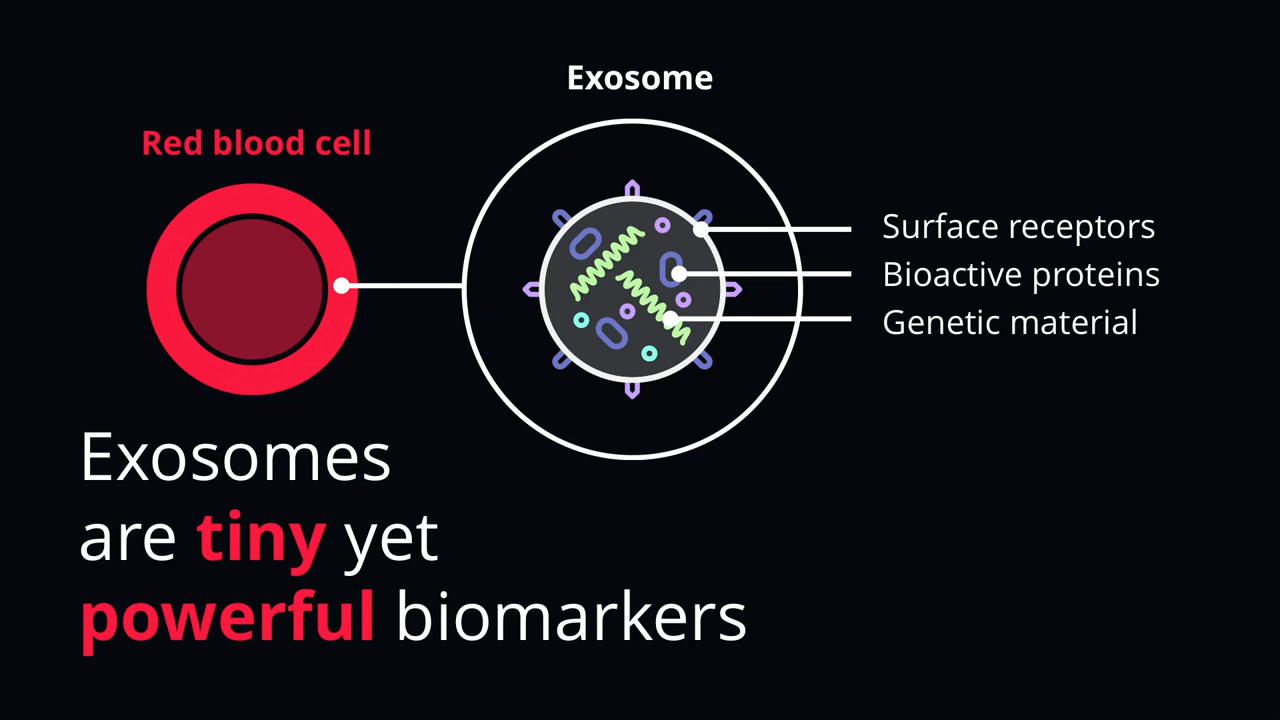 Exosome
Red blood cell
Surface receptors
Bioactive proteins
Genetic material
Exosomes
are tiny yet
powerful biomarkers